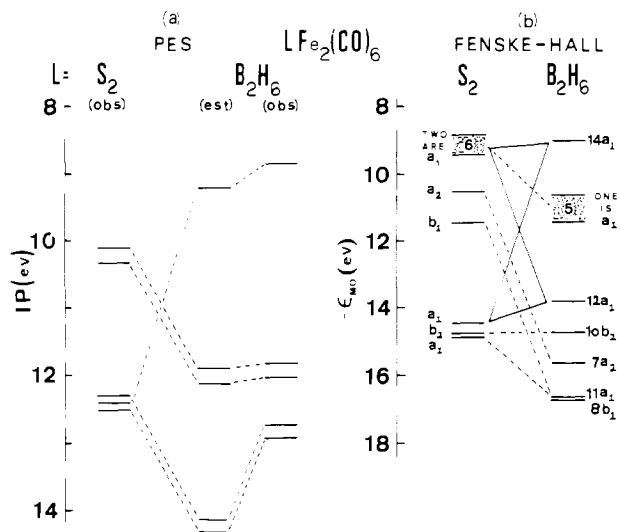 (a) LFe₂(CO)₆ (b)
PES FENSKE-HALL
L= S₂ B₂H₆ S₂ B₂H₆
(obs) (est) (obs)
8 8
TWO ARE 6 14a₁
a₁
10
a₂ 5 ONE IS
a₁
b₁
10
12
IP(ev) -ϵMO(ev)
12a₁
14
a₁
b₂ 10b₂
a₁
12
7a₂
16
11a₁
8b₁
18
14